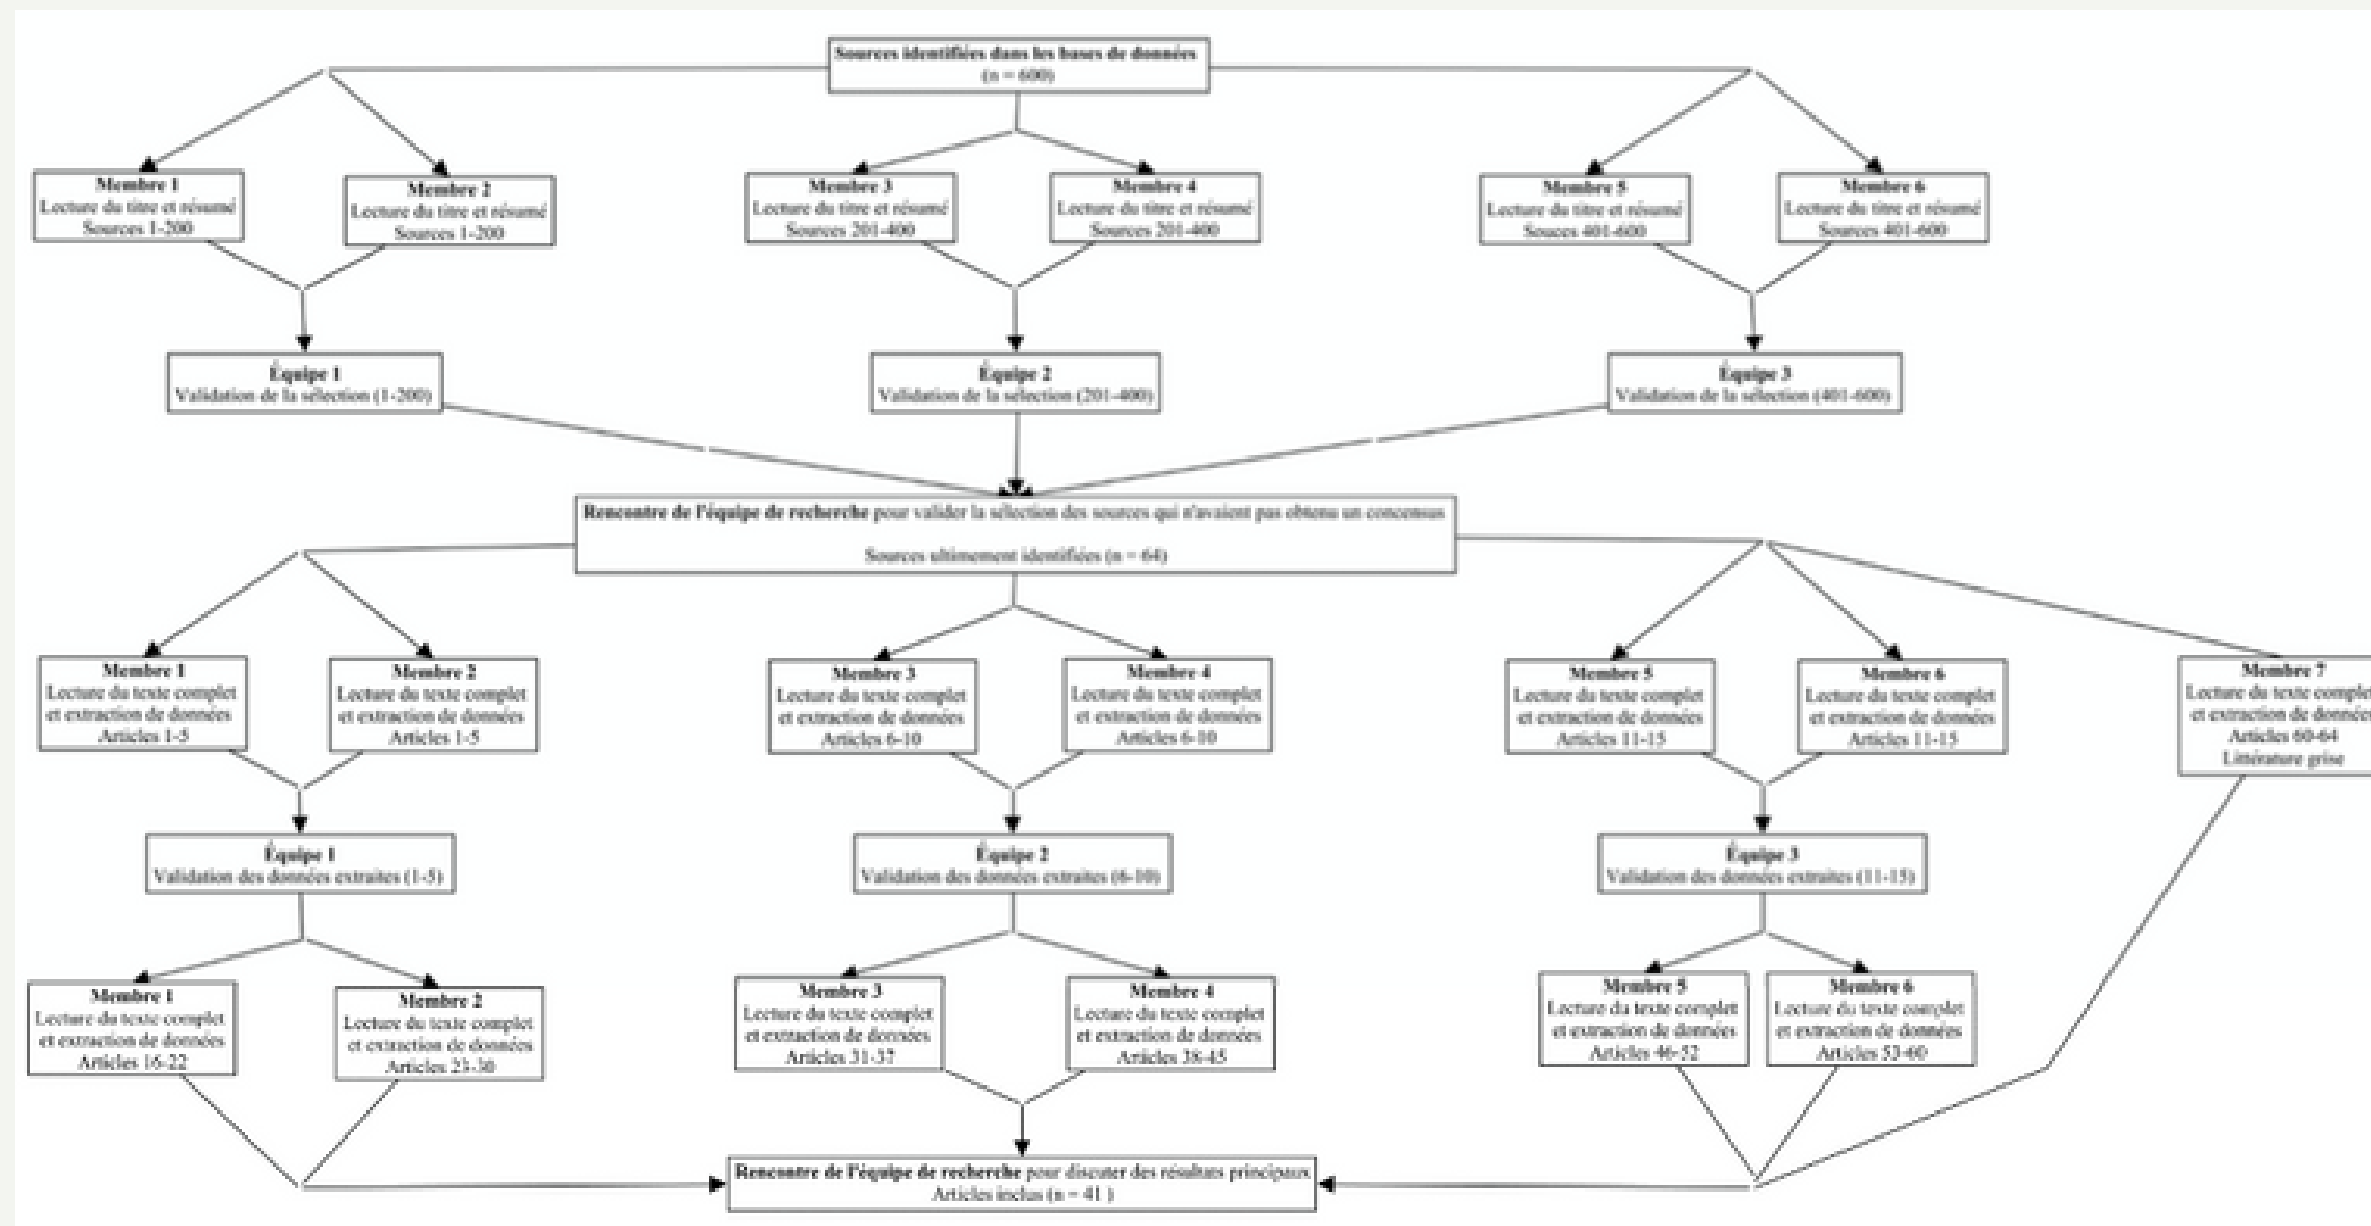 Sources identifiées dans les bases de données
(n = 600)
Membre 1
Lecture du titre et résumé
Sources 1-200
Membre 2
Lecture du titre et résumé
Sources 1-200
Membre 3
Lecture du titre et résumé
Sources 201-400
Membre 4
Lecture du titre et résumé
Sources 201-400
Membre 5
Lecture du titre et résumé
Souces 401-600
Membre 6
Lecture du titre et résumé
Sources 401-600
Équipe 1
Validation de la sélection (1-200)
Équipe 2
Validation de la sélection (201-400)
Équipe 3
Validation de la sélection (401-600)
Rencontre de l'équipe de recherche pour valider la sélection des sources qui n'avaient pas obtenu un concensus
Sources ultimement identifiées (n = 64)
Membre 1
Lecture du texte complet
et extraction de données
Articles 1-5
Membre 2
Lecture du texte complet
et extraction de données
Articles 1-5
Membre 3
Lecture du texte complet
et extraction de données
Articles 6-10
Membre 4
Lecture du texte complet
et extraction de données
Articles 6-10
Membre 5
Lecture du texte complet
et extraction de données
Articles 11-15
Membre 6
Lecture du texte complet
et extraction de données
Articles 11-15
Membre 7
Lecture du texte complet
et extraction de données
Articles 60-64
Littérature grise
Équipe 1
Validation des données extraites (1-5)
Équipe 2
Validation des données extraites (6-10)
Équipe 3
Validation des données extraites (11-15)
Membre 1
Lecture du texte complet
et extraction de données
Articles 16-22
Membre 2
Lecture du texte complet
et extraction de données
Articles 23-30
Membre 3
Lecture du texte complet
et extraction de données
Articles 31-37
Membre 4
Lecture du texte complet
et extraction de données
Articles 38-45
Membre 5
Lecture du texte complet
et extraction de données
Articles 46-52
Membre 6
Lecture du texte complet
et extraction de données
Articles 53-60
Rencontre de l'équipe de recherche pour discuter des résultats principaux
Articles inclus (n = 41 )